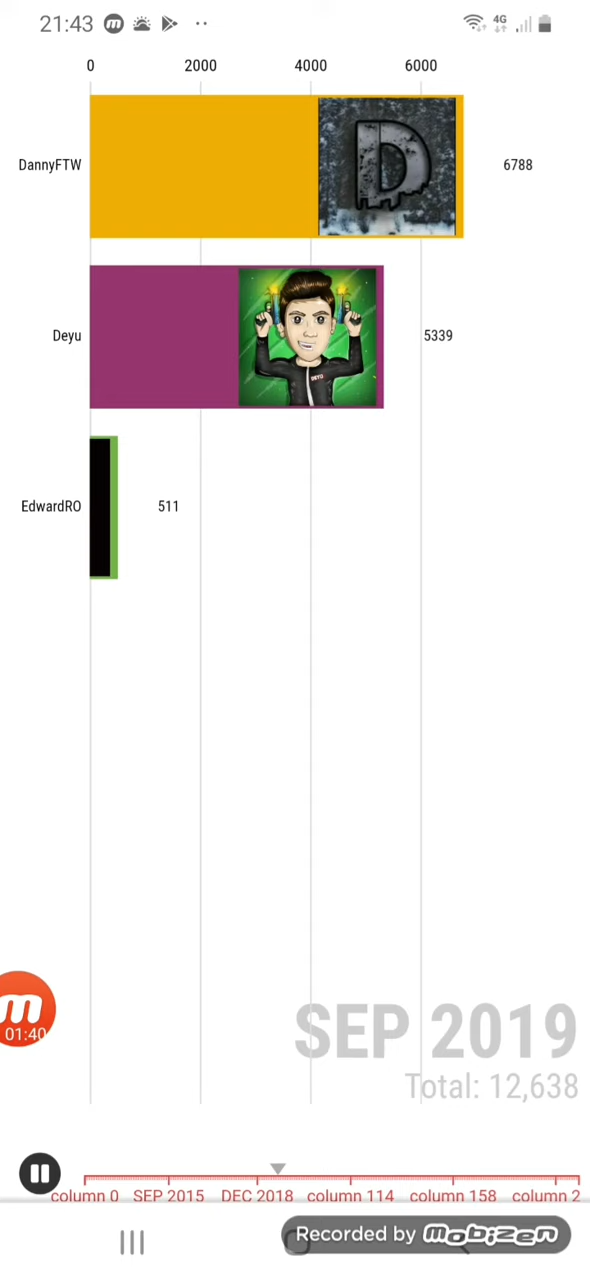 21:43
4G
0 2000 4000 6000
DannyFTW 6788
Deyu 5339
EdwardRO 511
SEP 2019
Total: 12,638
01:40
column 0 SEP 2015 DEC 2018 column 114 column 158 column 2
Recorded by mobizen